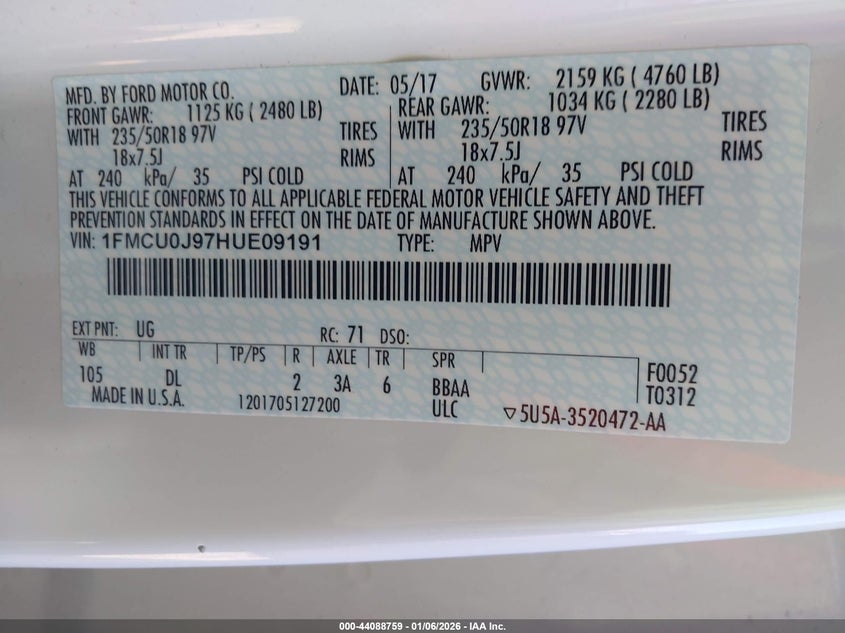 MFD. BY FORD MOTOR CO. DATE: 05/17 GVWR: 2159 KG ( 4760 LB)
FRONT GAWR: 1125 KG ( 2480 LB) REAR GAWR: 1034 KG ( 2280 LB)
WITH 235/50R18 97V TIRES WITH 235/50R18 97V TIRES
18x7.5J RIMS 18x7.5J RIMS
AT 240 kPa/ 35 PSI COLD AT 240 kPa/ 35 PSI COLD
THIS VEHICLE CONFORMS TO ALL APPLICABLE FEDERAL MOTOR VEHICLE SAFETY AND THEFT
PREVENTION STANDARDS IN EFFECT ON THE DATE OF MANUFACTURE SHOWN ABOVE.
VIN: 1FMCU0J97HUE09191 TYPE: MPV
EXT PNT: UG RC: 71 DSO:
WB INT TR TP/PS R AXLE TR SPR
105 DL 2 3A 6 BBAA F0052
MADE IN U.S.A. 1201705127200 ULC T0312
▽5U5A-3520472-AA
000-44088759 - 01/06/2026 - IAA Inc.